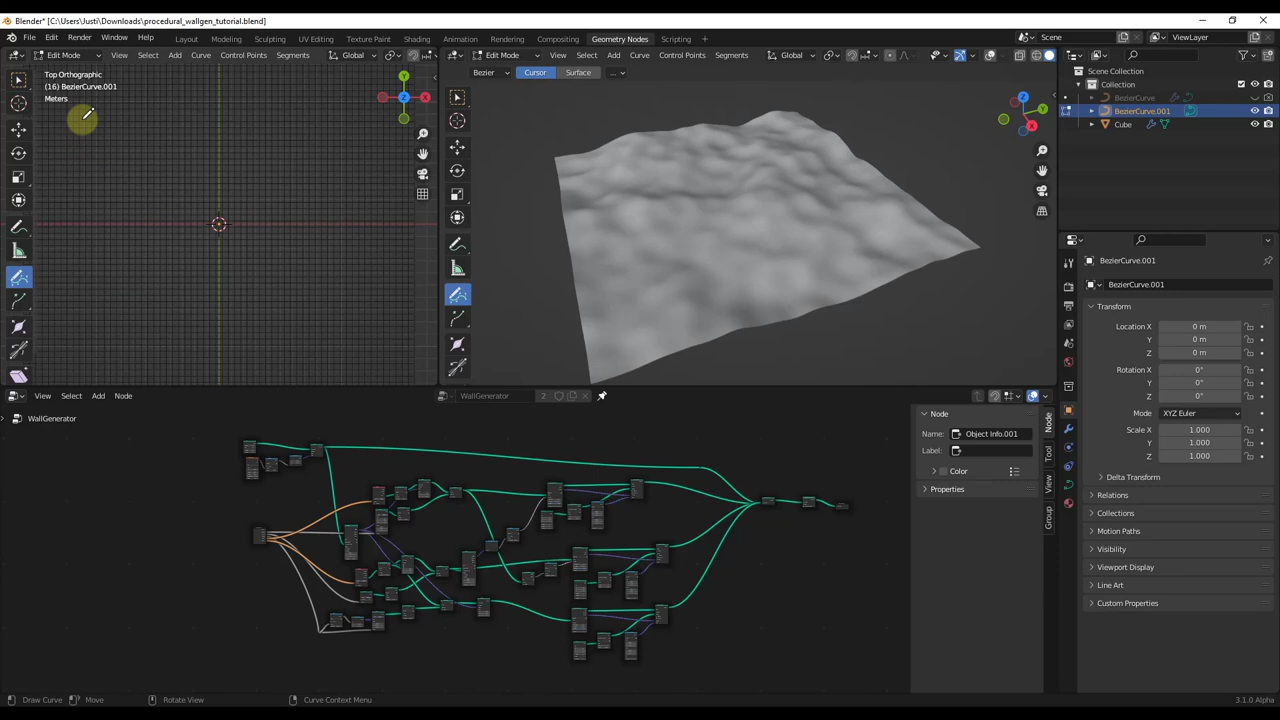 Blender* [C:\Users\Justi\Downloads\procedural_wallgen_tutorial.blend]
File Edit Render Window Help Layout Modeling Sculpting UV Editing Texture Paint Shading Animation Rendering Compositing Geometry Nodes Scripting Scene ViewLayer
Edit Mode View Select Add Curve Control Points Segments Global
Edit Mode View Select Add Curve Control Points Segments Global
Bezier Cursor Surface ...
Top Orthographic
(16) BezierCurve.001
Meters
Y
X
Z
Z
Y
X
Scene Collection
Collection
BezierCurve
BezierCurve.001
Cube
BezierCurve.001
BezierCurve.001
Transform
Location X 0 m
Y 0 m
Z 0 m
Rotation X 0°
Y 0°
Z 0°
Mode XYZ Euler
Scale X 1.000
Y 1.000
Z 1.000
Delta Transform
Relations
Collections
Motion Paths
Visibility
Viewport Display
Line Art
Custom Properties
View Select Add Node WallGenerator 2
WallGenerator
Node
Name: Object Info.001
Label:
Color
Properties
Node
Tool
View
Group
Draw Curve Move Rotate View Curve Context Menu 3.1.0 Alpha